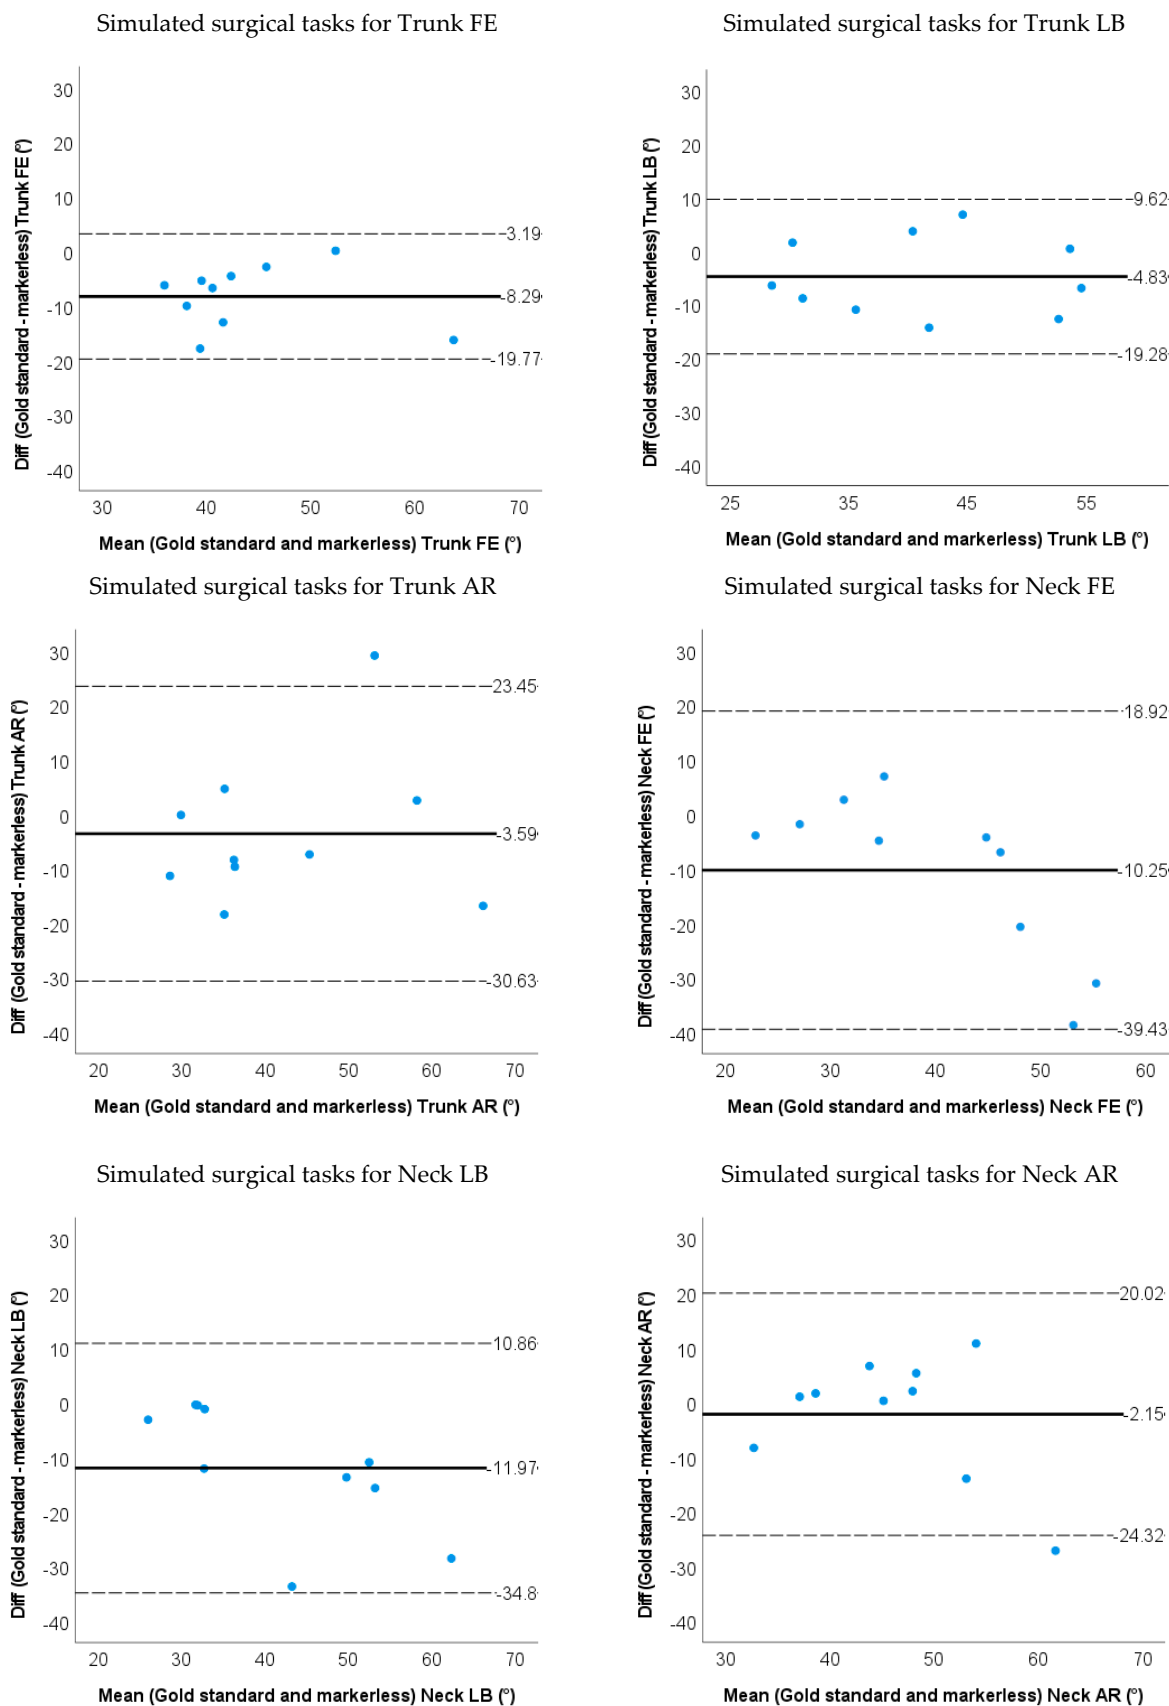 Simulated surgical tasks for Trunk FE
Diff (Gold standard - markerless) Trunk FE (°)
30
20
10
0
-10
-20
-30
-40
3.19
-8.29
-19.77
30 40 50 60 70
Mean (Gold standard and markerless) Trunk FE (°)
Simulated surgical tasks for Trunk LB
Diff (Gold standard - markerless) Trunk LB (°)
30
20
10
0
-10
-20
-30
-40
9.62
-4.83
-19.28
25 35 45 55
Mean (Gold standard and markerless) Trunk LB (°)
Simulated surgical tasks for Trunk AR
Diff (Gold standard - markerless) Trunk AR (°)
30
20
10
0
-10
-20
-30
-40
23.45
-3.59
-30.63
20 30 40 50 60 70
Mean (Gold standard and markerless) Trunk AR (°)
Simulated surgical tasks for Neck FE
Diff (Gold standard - markerless) Neck FE (°)
30
20
10
0
-10
-20
-30
-40
18.92
-10.25
-39.43
20 30 40 50 60
Mean (Gold standard and markerless) Neck FE (°)
Simulated surgical tasks for Neck LB
Diff (Gold standard - markerless) Neck LB (°)
30
20
10
0
-10
-20
-30
-40
10.86
-11.97
-34.8
20 30 40 50 60 70
Mean (Gold standard and markerless) Neck LB (°)
Simulated surgical tasks for Neck AR
Diff (Gold standard - markerless) Neck AR (°)
30
20
10
0
-10
-20
-30
-40
20.02
-2.15
-24.32
30 40 50 60 70
Mean (Gold standard and markerless) Neck AR (°)